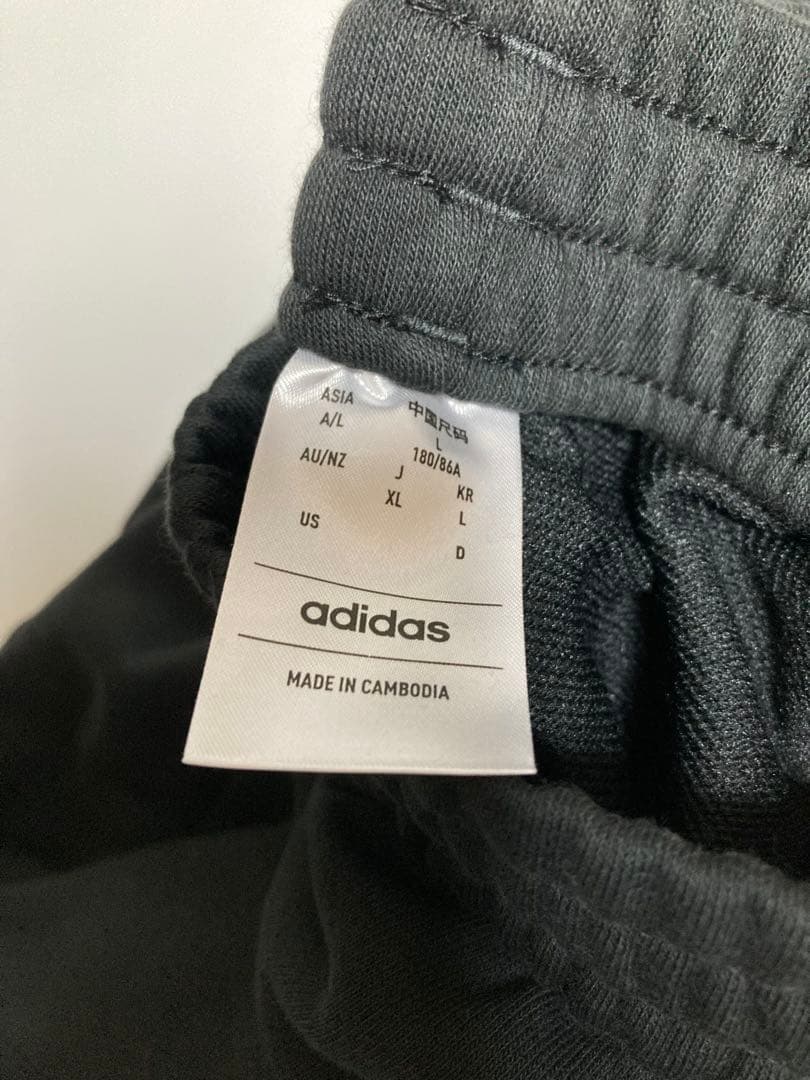 ASIA 中国尺码
A/L L
180/86A
AU/NZ J KR
XL L
US D
adidas
MADE IN CAMBODIA